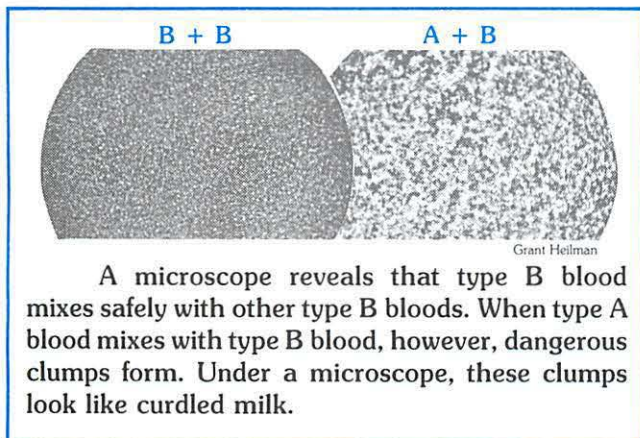 B + B
A + B
Grant Heilman
A microscope reveals that type B blood
mixes safely with other type B bloods. When type A
blood mixes with type B blood, however, dangerous
clumps form. Under a microscope, these clumps
look like curdled milk.